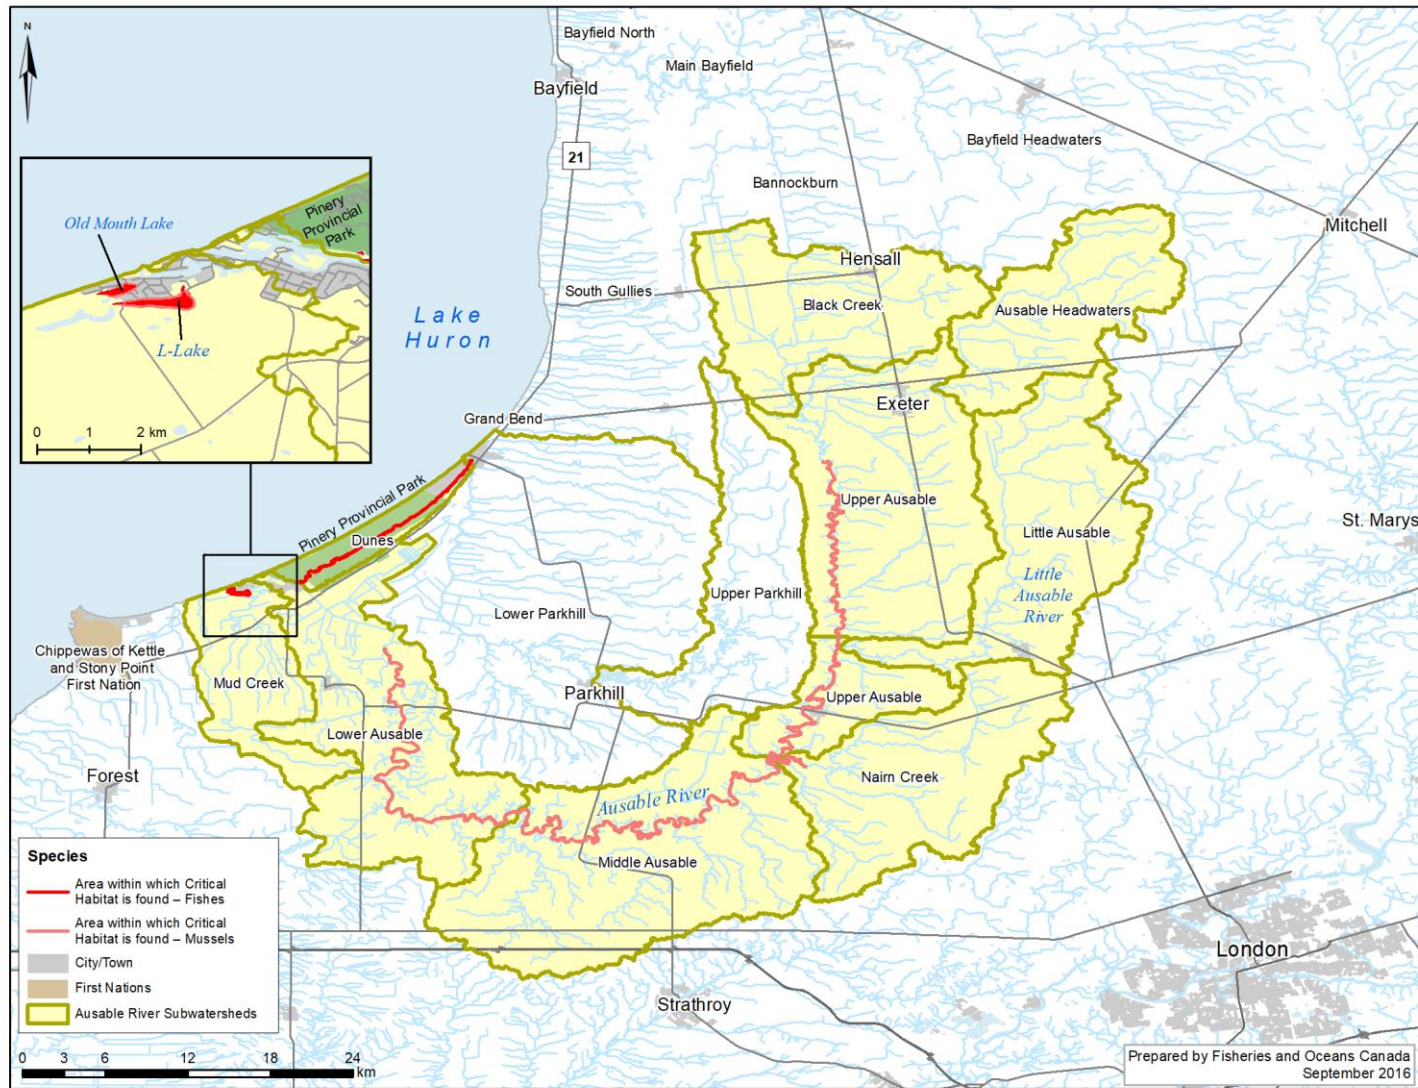 N
Bayfield North
Main Bayfield
Bayfield
Bayfield Headwaters
21
Bannockburn
Mitchell
Pinery
Provincial
Park
Old Mouth Lake
L-Lake
0 1 2 km
Lake
Huron
South Gullies
Hensall
Black Creek
Ausable Headwaters
Exeter
Grand Bend
Pinery Provincial Park
Dunes
Upper Ausable
Little Ausable
St. Marys
Little
Ausable
River
Upper Parkhill
Lower Parkhill
Chippewas of Kettle
and Stony Point
First Nation
Mud Creek
Parkhill
Upper Ausable
Lower Ausable
Nairn Creek
Forest
Ausable River
Middle Ausable
London
Strathroy
Species
Area within which Critical
Habitat is found – Fishes
Area within which Critical
Habitat is found – Mussels
City/Town
First Nations
Ausable River Subwatersheds
0 3 6 12 18 24
km
Prepared by Fisheries and Oceans Canada
September 2016